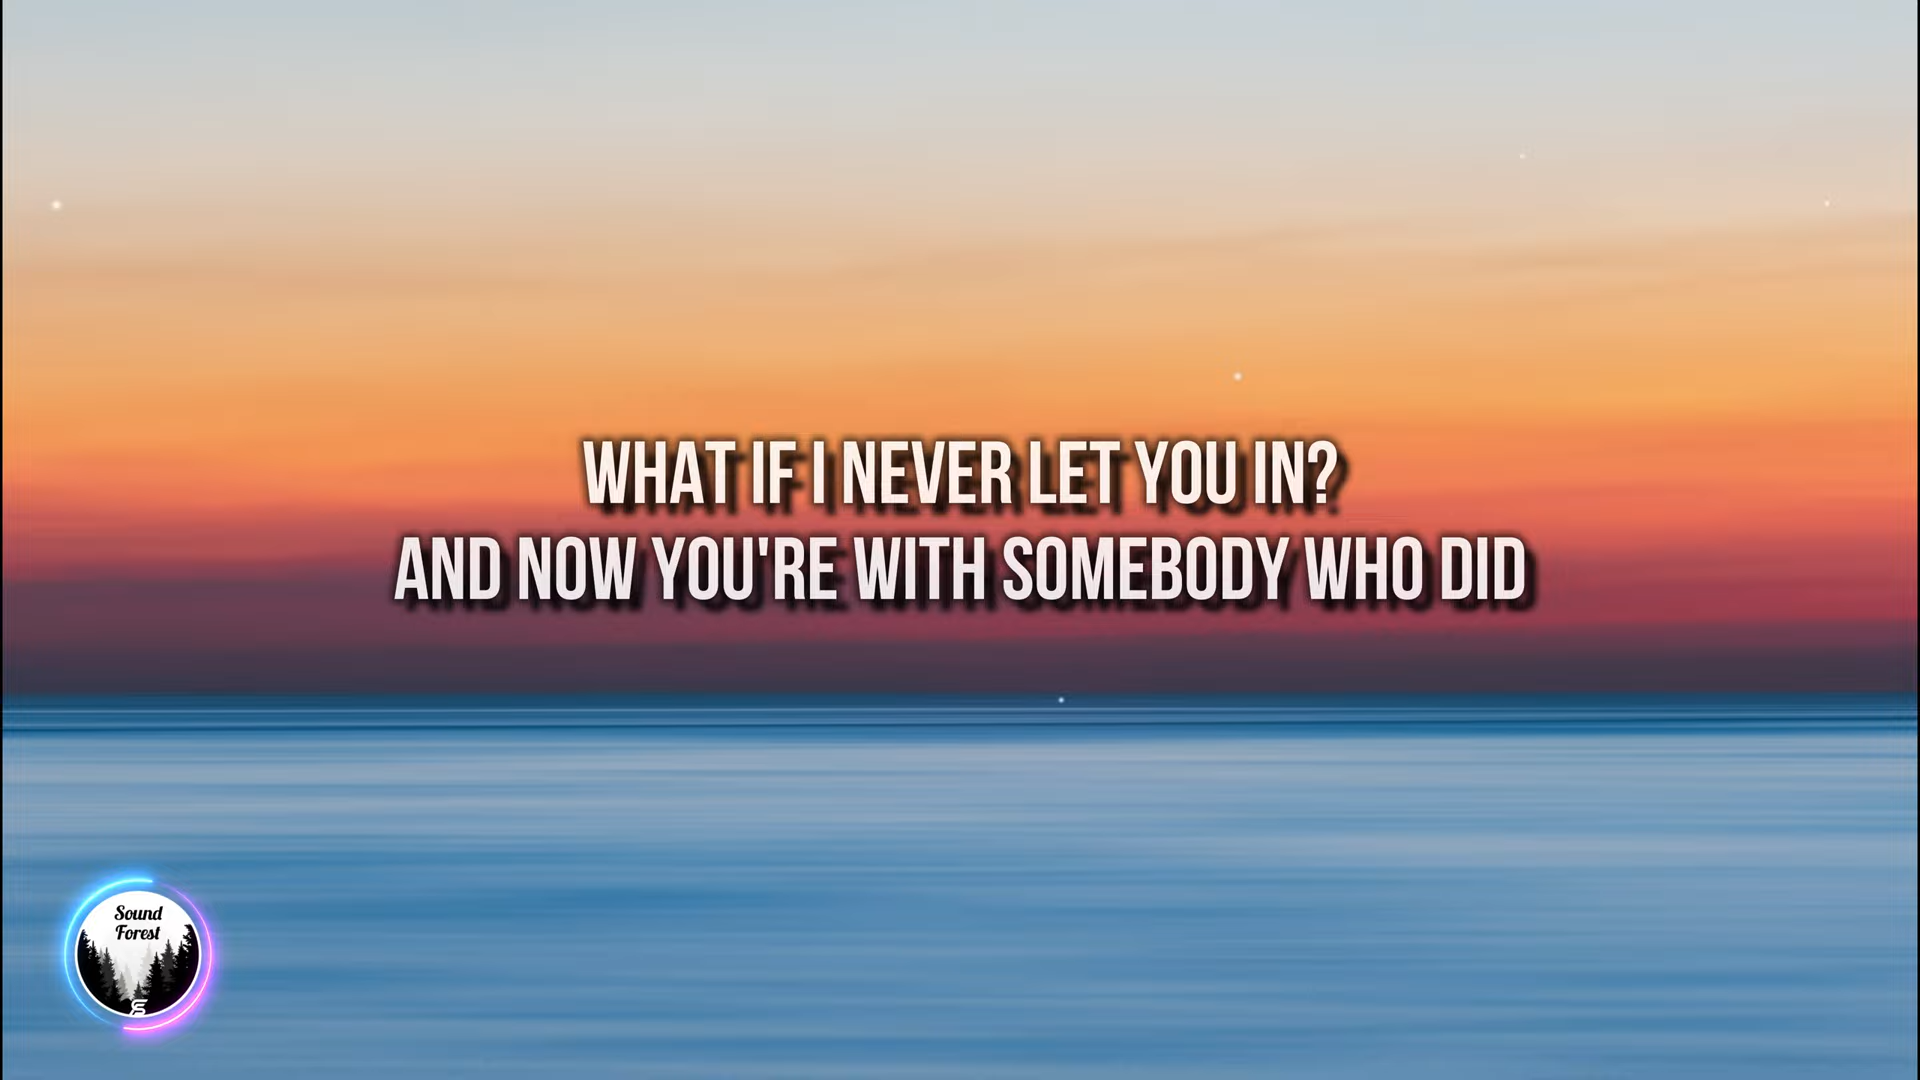 WHAT IF I NEVER LET YOU IN?
AND NOW YOU'RE WITH SOMEBODY WHO DID
Sound
Forest